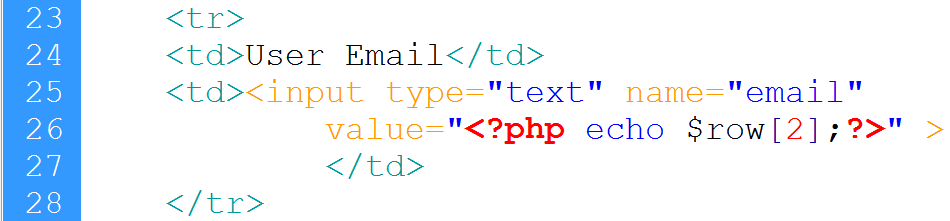 23 <tr>
24 <td>User Email</td>
25 <td><input type="text" name="email"
26 value="<?php echo $row[2];?>" >
27 </td>
28 </tr>